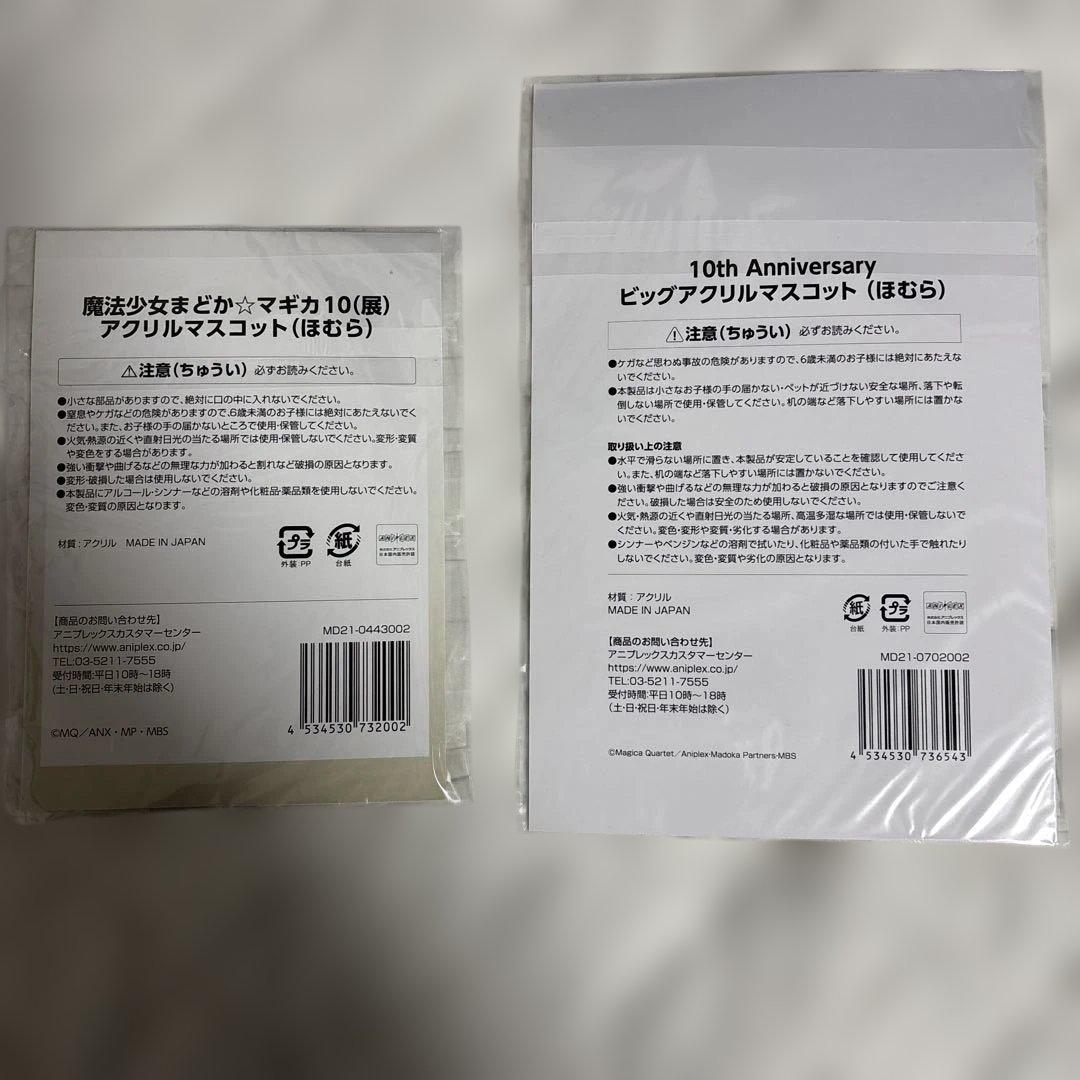 魔法少女まどか☆マギカ10(展)
アクリルマスコット(ほむら)
⚠注意(ちゅうい) 必ずお読みください。
●小さな部品がありますので、絶対に口の中に入れないでください。
●窒息やケガなどの危険がありますので、6歳未満のお子様には絶対にあたえないでく
ださい。また、お子様の手の届かないところで使用・保管してください。
●火気・熱源の近くや直射日光の当たる場所では使用・保管しないでください。変形・変質
や変色をする場合があります。
●強い衝撃や曲げるなどの無理な力が加わると割れなど破損の原因となります。
●変形・破損した場合は使用しないでください。
●本製品にアルコール・シンナーなどの溶剤や化粧品・薬品類を使用しないでください。
変色・変質の原因となります。
材質:アクリル MADE IN JAPAN
プラ
外装:PP
紙
台紙
ANIPLEX
株式会社アニプレックス
日本国内販売許諾
【商品のお問い合わせ先】
アニプレックスカスタマーセンター
https://www.aniplex.co.jp/
TEL:03-5211-7555
受付時間:平日10時~18時
(土・日・祝日・年末年始は除く)
MD21-0443002
4 534530 732002
©MQ/ANX・MP・MBS
10th Anniversary
ビッグアクリルマスコット(ほむら)
⚠注意(ちゅうい) 必ずお読みください。
●ケガなど思わぬ事故の危険がありますので、6歳未満のお子様には絶対にあたえな
いでください。
●本製品は小さなお子様の手の届かない・ペットが近づけない安全な場所、落下や転
倒しない場所で使用・保管してください。机の端など落下しやすい場所には置かな
いでください。
取り扱い上の注意
●水平で滑らない場所に置き、本製品が安定していることを確認して使用してくださ
い。また、机の端など落下しやすい場所には置かないでください。
●強い衝撃や曲げるなどの無理な力が加わると破損の原因となりますのでご注意く
ださい。破損した場合は安全のため使用しないでください。
●火気・熱源の近くや直射日光の当たる場所、高温多湿な場所では使用・保管しないで
ください。変色・変形や変質・劣化する場合があります。
●シンナーやベンジンなどの溶剤で拭いたり、化粧品や薬品類の付いた手で触れたり
しないでください。変色・変質や劣化の原因となります。
材質:アクリル
MADE IN JAPAN
紙
台紙
プラ
外装:PP
ANIPLEX
株式会社アニプレックス
日本国内販売許諾
【商品のお問い合わせ先】
アニプレックスカスタマーセンター
https://www.aniplex.co.jp/
TEL:03-5211-7555
受付時間:平日10時~18時
(土・日・祝日・年末年始は除く)
MD21-0702002
4 534530 736543
©Magica Quartet/Aniplex・Madoka Partners・MBS